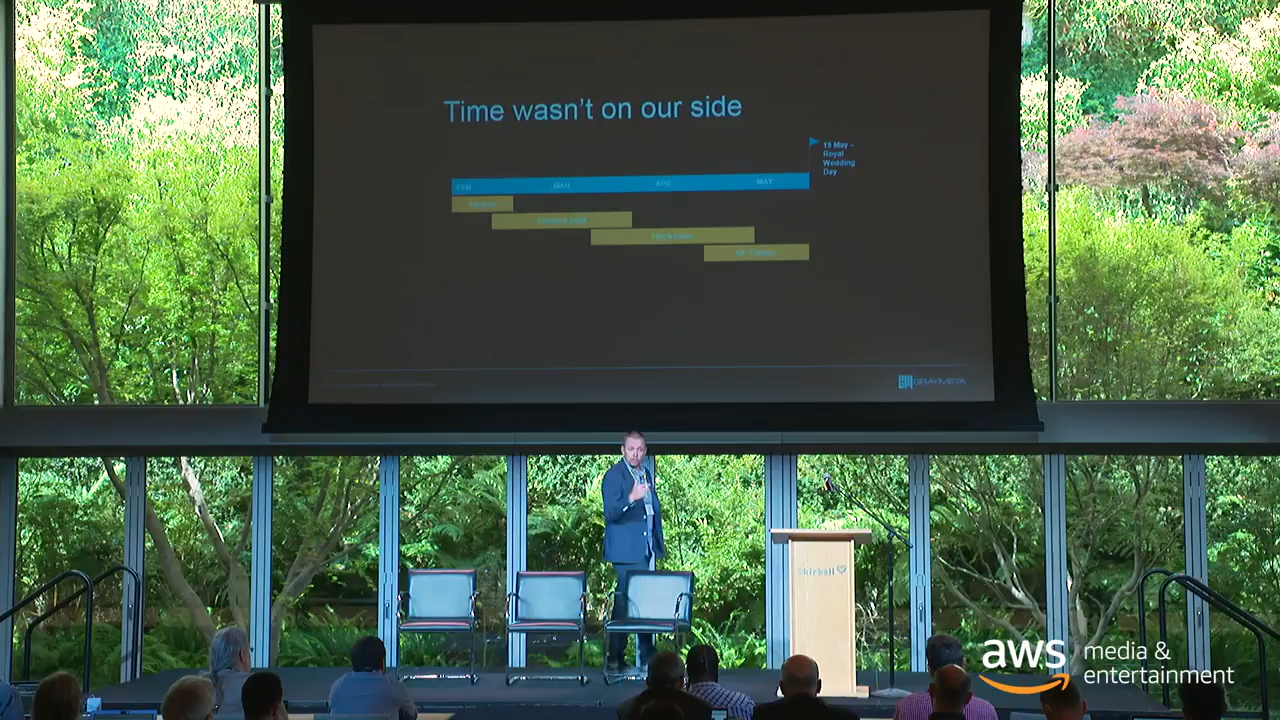 Time wasn't on our side
19 May –
Royal
Wedding
Day
FEB MAR APR MAY
GRAYMETA
Skirball
aws media &
entertainment